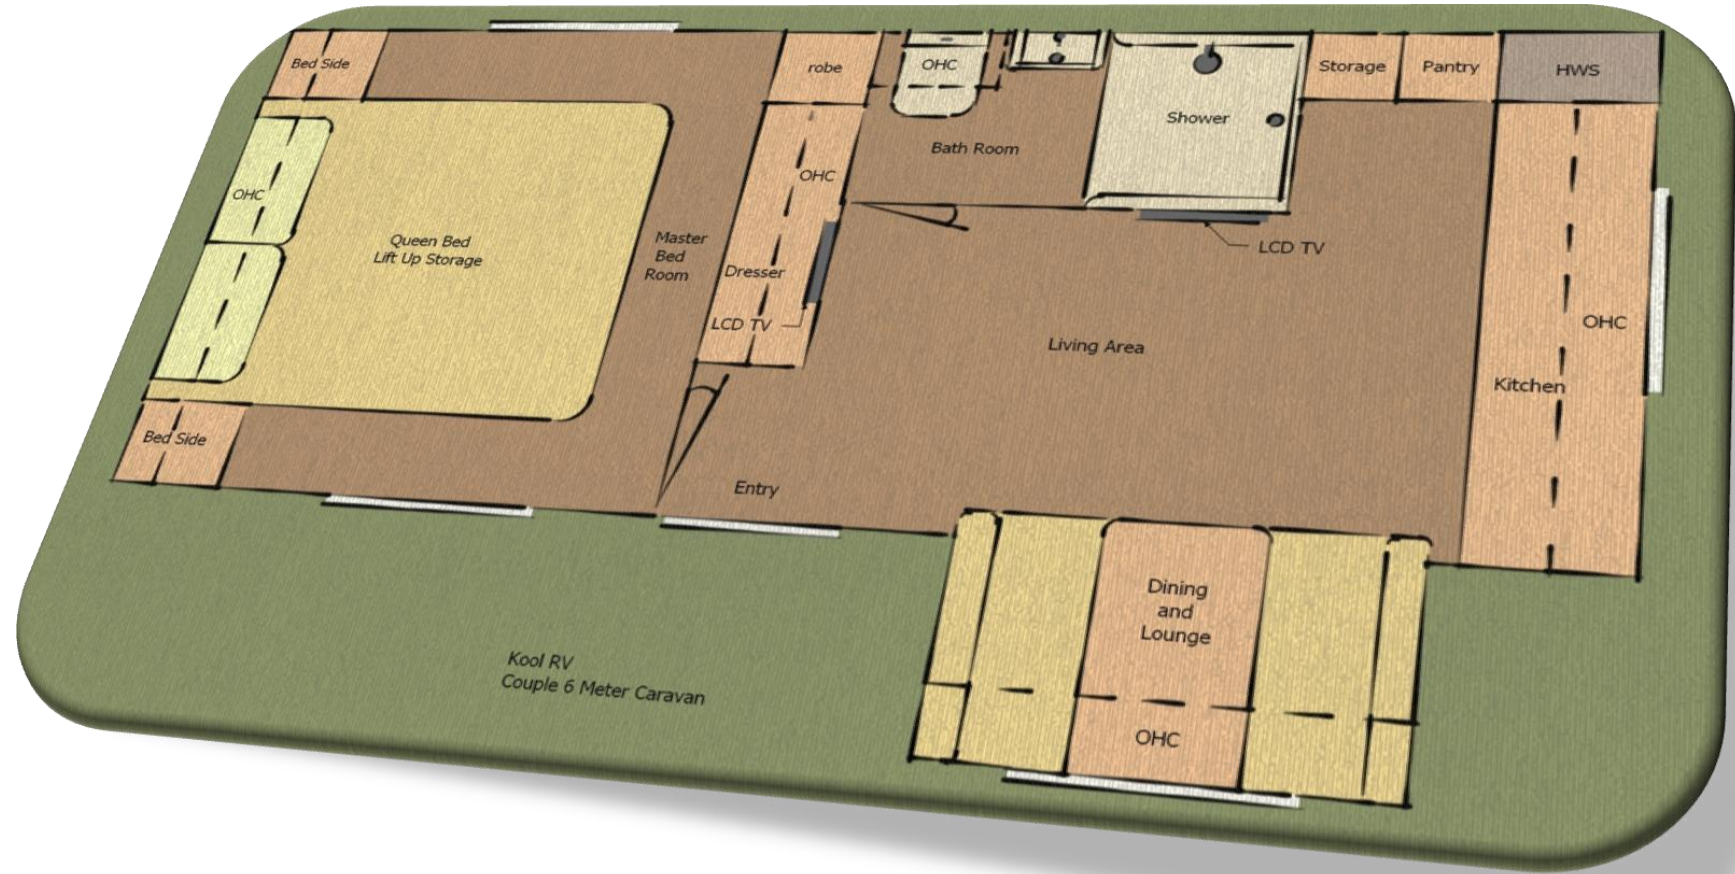 Bed Side
robe
OHC
Storage
Pantry
HWS
Shower
Bath Room
OHC
OHC
Queen Bed
Lift Up Storage
Master
Bed
Room
LCD TV
Dresser
LCD TV
OHC
Living Area
Kitchen
Bed Side
Entry
Dining
and
Lounge
Kool RV
Couple 6 Meter Caravan
OHC